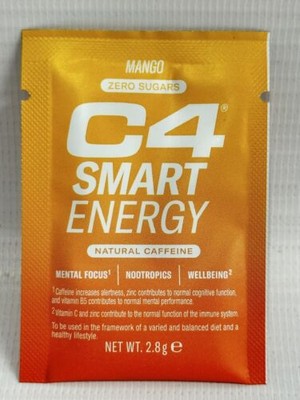 MANGO
ZERO SUGARS
C4®
SMART
ENERGY
NATURAL CAFFEINE
MENTAL FOCUS¹ | NOOTROPICS | WELLBEING²
¹ Caffeine increases alertness, zinc contributes to normal cognitive function,
and vitamin B5 contributes to normal mental performance.
² Vitamin C and zinc contribute to the normal function of the immune system.
To be used in the framework of a varied and balanced diet and a
healthy lifestyle.
NET WT. 2.8g ℮